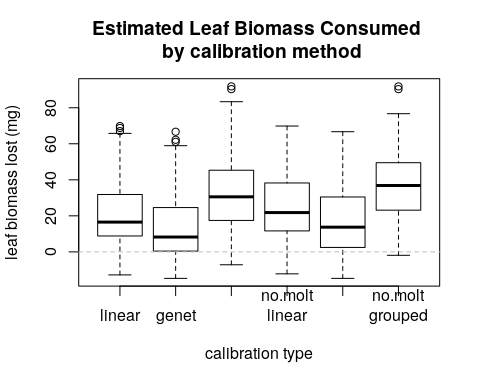 Estimated Leaf Biomass Consumed
by calibration method
leaf biomass lost (mg)
80
60
40
20
0
no.molt no.molt
linear genet linear grouped
calibration type